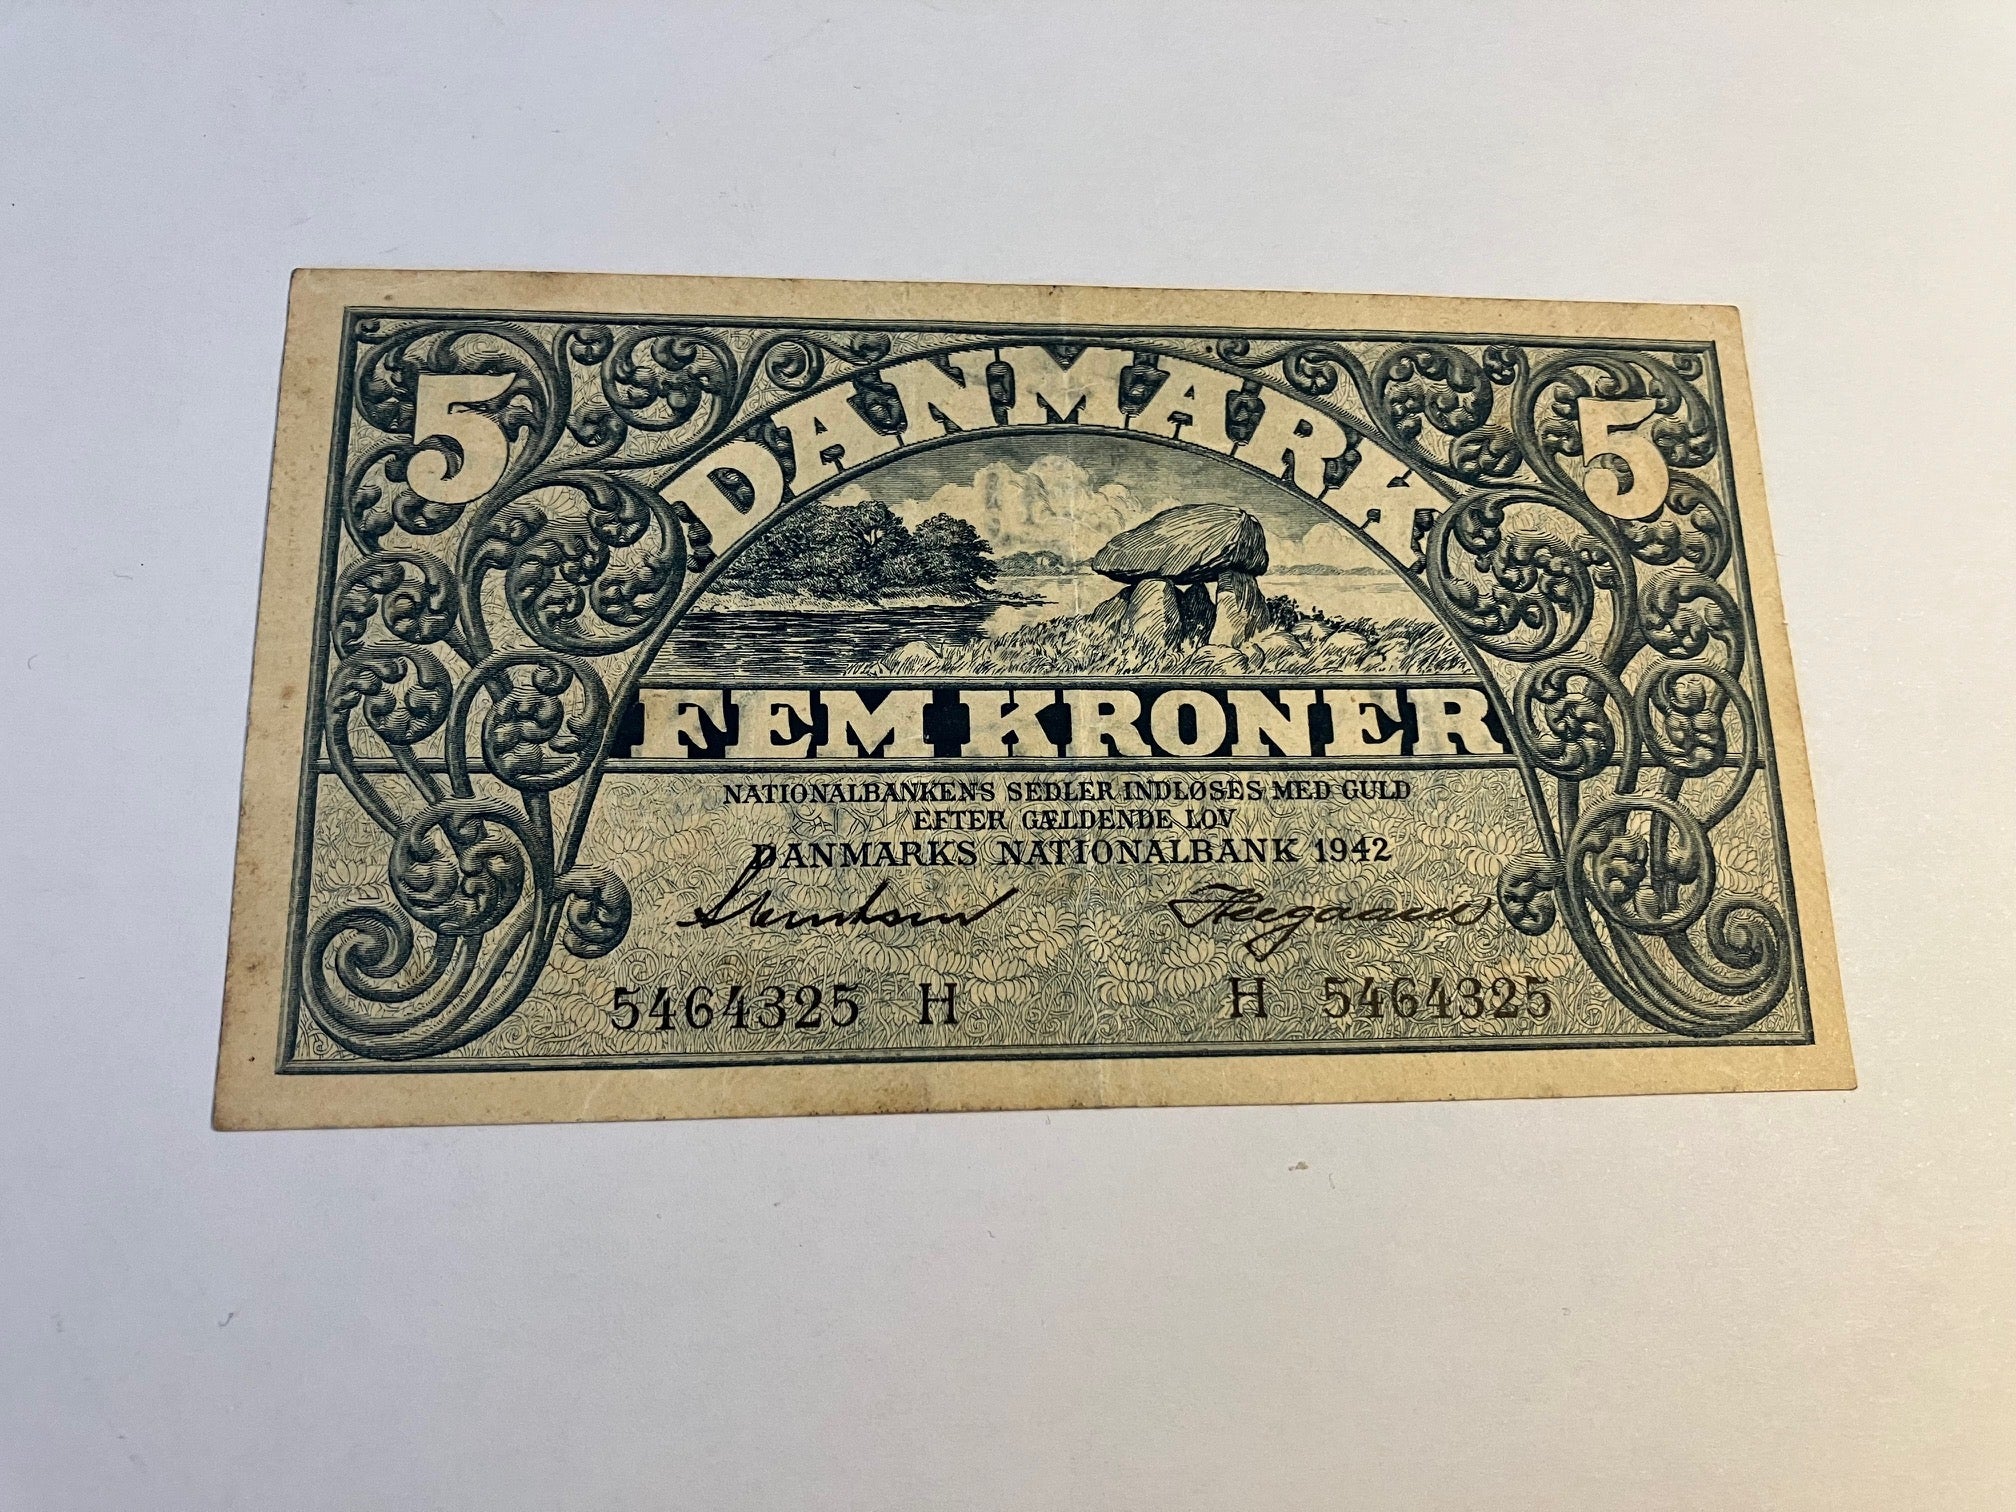 5 DANMARK 5
FEM KRONER
NATIONALBANKENS SEDLER INDLØSES MED GULD
EFTER GÆLDENDE LOV
DANMARKS NATIONALBANK 1942
5464325 H H 5464325